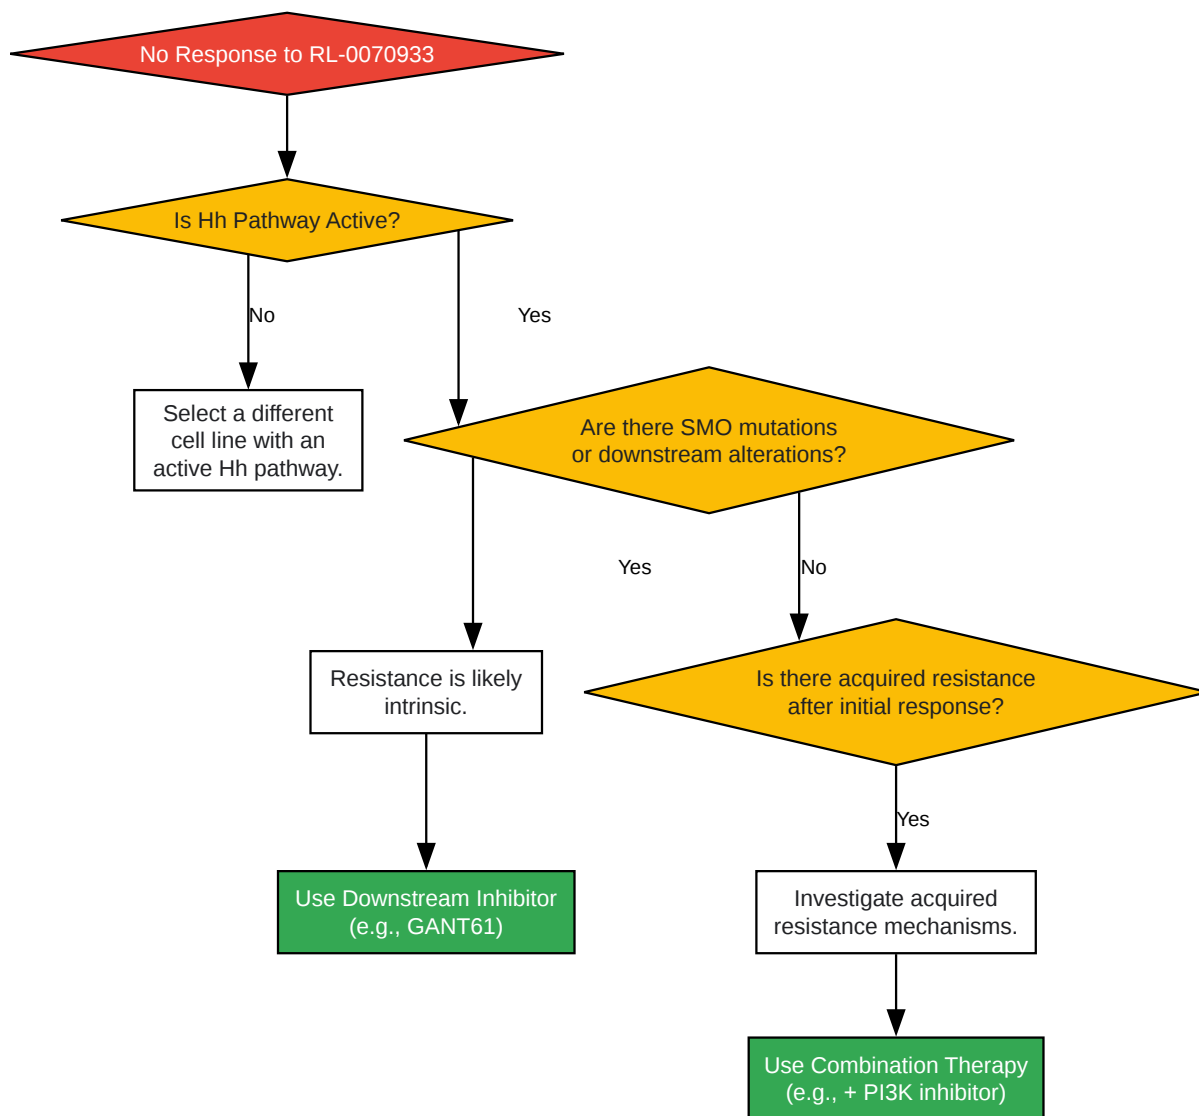 No Response to RL-0070933
Is Hh Pathway Active?
No
Yes
Select a different
cell line with an
active Hh pathway.
Are there SMO mutations
or downstream alterations?
Yes
No
Resistance is likely
intrinsic.
Is there acquired resistance
after initial response?
Yes
Use Downstream Inhibitor
(e.g., GANT61)
Investigate acquired
resistance mechanisms.
Use Combination Therapy
(e.g., + PI3K inhibitor)